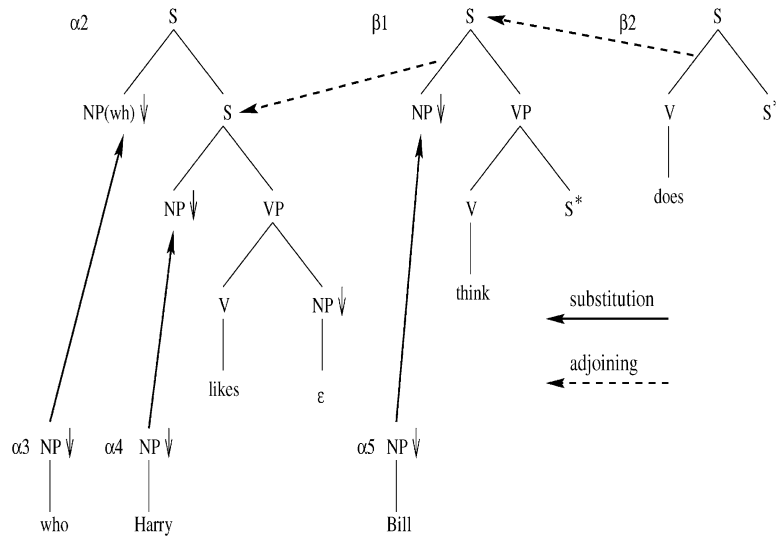 α2 S β1 S β2 S
NP(wh)↓ S NP↓ VP V S*
NP↓ VP V S* does
V NP↓ think substitution
likes ε adjoining
α3 NP↓ α4 NP↓ α5 NP↓
who Harry Bill